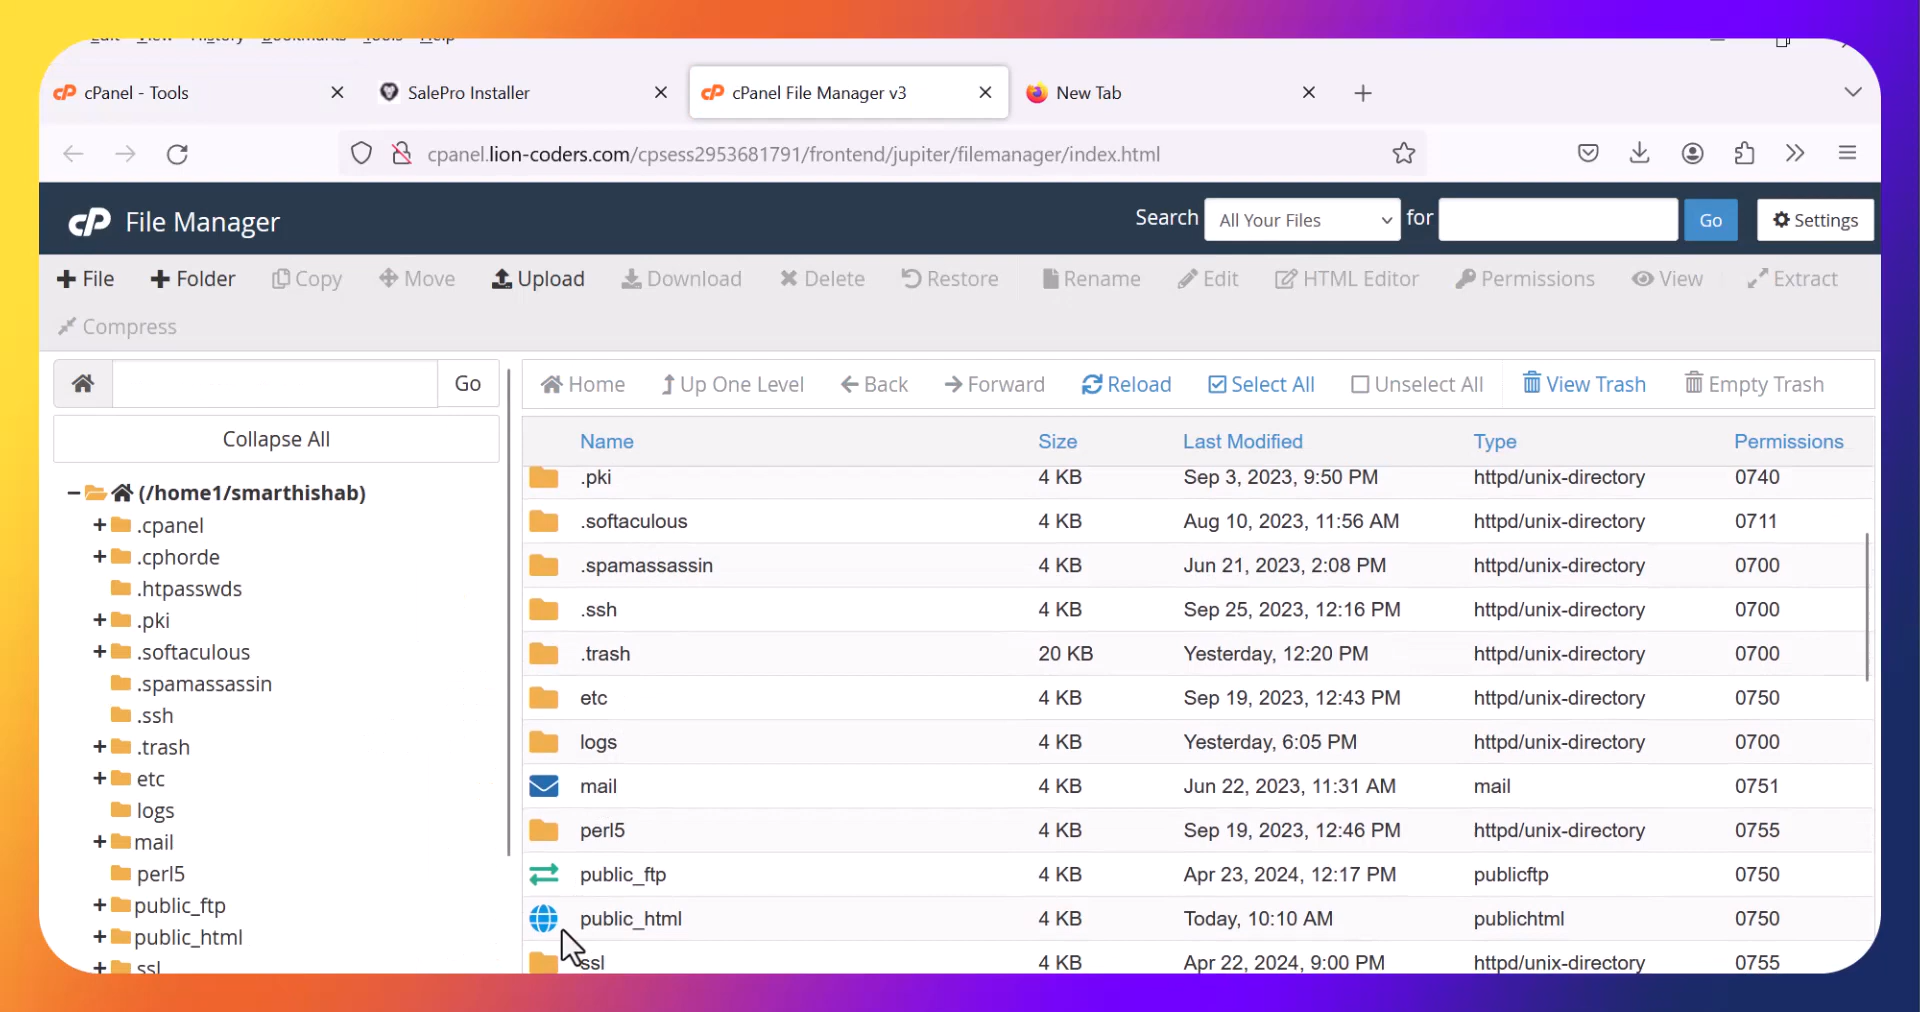 Edit View History Bookmarks Tools Help
cPanel - Tools SalePro Installer cPanel File Manager v3 New Tab
cpanel.lion-coders.com/cpsess2953681791/frontend/jupiter/filemanager/index.html
cP File Manager Search All Your Files for Go Settings
File Folder Copy Move Upload Download Delete Restore Rename Edit HTML Editor Permissions View Extract
Compress
Go Home Up One Level Back Forward Reload Select All Unselect All View Trash Empty Trash
Collapse All
(/home1/smarthishab)
.cpanel
.cphorde
.htpasswds
.pki
.softaculous
.spamassassin
.ssh
.trash
etc
logs
mail
perl5
public_ftp
public_html
ssl
Name Size Last Modified Type Permissions
.pki 4 KB Sep 3, 2023, 9:50 PM httpd/unix-directory 0740
.softaculous 4 KB Aug 10, 2023, 11:56 AM httpd/unix-directory 0711
.spamassassin 4 KB Jun 21, 2023, 2:08 PM httpd/unix-directory 0700
.ssh 4 KB Sep 25, 2023, 12:16 PM httpd/unix-directory 0700
.trash 20 KB Yesterday, 12:20 PM httpd/unix-directory 0700
etc 4 KB Sep 19, 2023, 12:43 PM httpd/unix-directory 0750
logs 4 KB Yesterday, 6:05 PM httpd/unix-directory 0700
mail 4 KB Jun 22, 2023, 11:31 AM mail 0751
perl5 4 KB Sep 19, 2023, 12:46 PM httpd/unix-directory 0755
public_ftp 4 KB Apr 23, 2024, 12:17 PM publicftp 0750
public_html 4 KB Today, 10:10 AM publichtml 0750
ssl 4 KB Apr 22, 2024, 9:00 PM httpd/unix-directory 0755